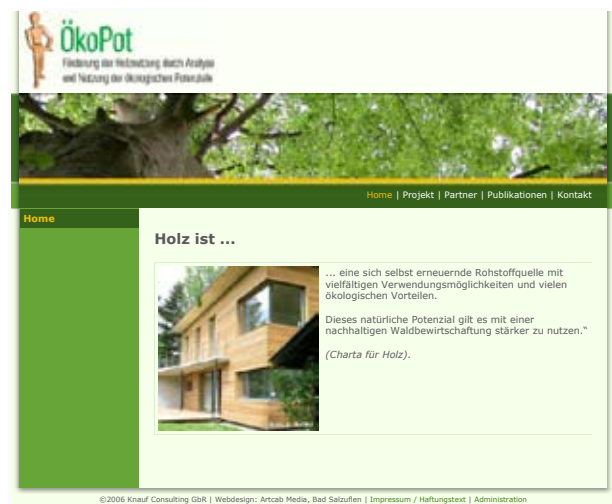 ÖkoPot
Förderung der Holznutzung durch Analyse
und Nutzung der ökologischen Potenziale
Home | Projekt | Partner | Publikationen | Kontakt
Home
Holz ist ...
... eine sich selbst erneuernde Rohstoffquelle mit
vielfältigen Verwendungsmöglichkeiten und vielen
ökologischen Vorteilen.
Dieses natürliche Potenzial gilt es mit einer
nachhaltigen Waldbewirtschaftung stärker zu nutzen."
(Charta für Holz).
©2006 Knauf Consulting GbR | Webdesign: Artcab Media, Bad Salzuflen | Impressum / Haftungstext | Administration